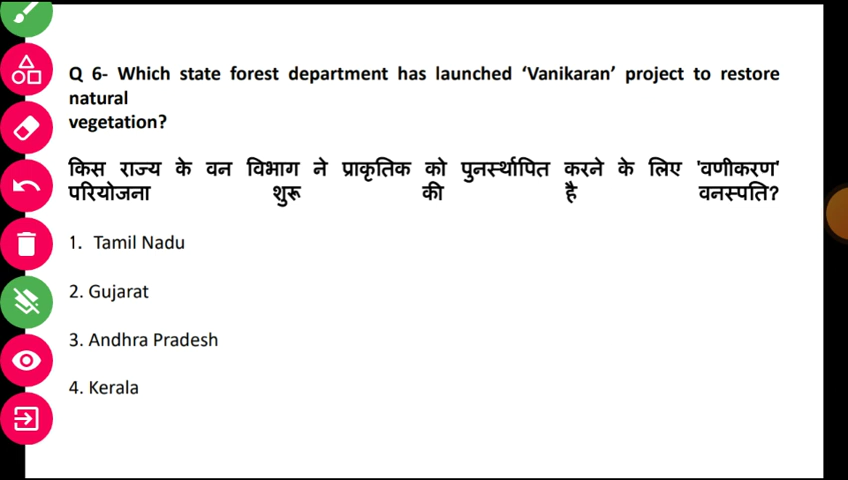 Q 6- Which state forest department has launched ‘Vanikaran’ project to restore
natural
vegetation?
किस राज्य के वन विभाग ने प्राकृतिक को पुनर्स्थापित करने के लिए 'वणीकरण'
परियोजना शुरू की है वनस्पति?
1. Tamil Nadu
2. Gujarat
3. Andhra Pradesh
4. Kerala